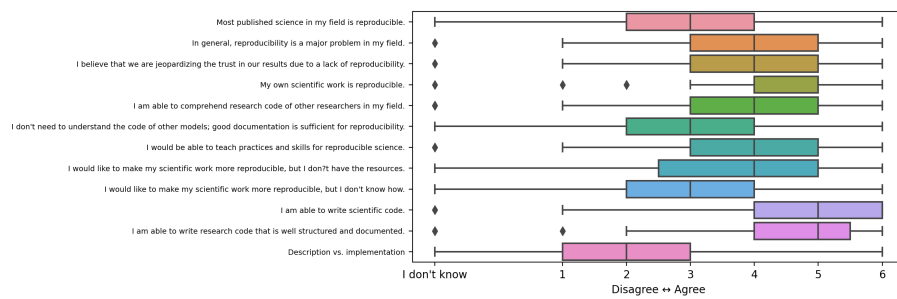 Most published science in my field is reproducible.
In general, reproducibility is a major problem in my field.
I believe that we are jeopardizing the trust in our results due to a lack of reproducibility.
My own scientific work is reproducible.
I am able to comprehend research code of other researchers in my field.
I don't need to understand the code of other models; good documentation is sufficient for reproducibility.
I would be able to teach practices and skills for reproducible science.
I would like to make my scientific work more reproducible, but I don?t have the resources.
I would like to make my scientific work more reproducible, but I don't know how.
I am able to write scientific code.
I am able to write research code that is well structured and documented.
Description vs. implementation
I don't know 1 2 3 4 5 6
Disagree ↔ Agree